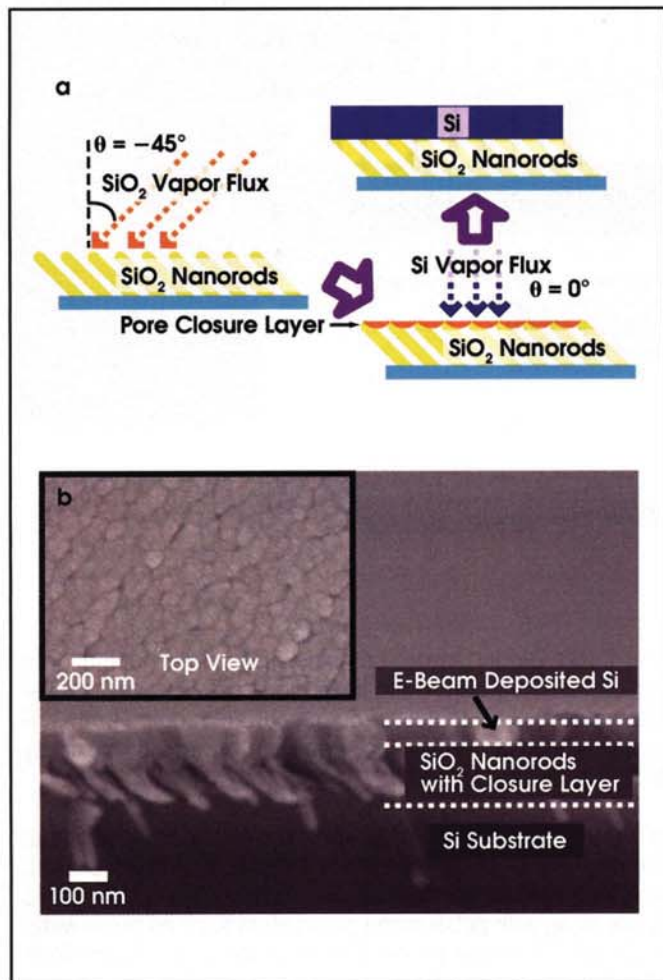 a
θ = −45°
SiO₂ Vapor Flux
SiO₂ Nanorods
Pore Closure Layer
Si
SiO₂ Nanorods
Si Vapor Flux
θ = 0°
SiO₂ Nanorods
b
200 nm
Top View
E-Beam Deposited Si
SiO₂ Nanorods
with Closure Layer
Si Substrate
100 nm